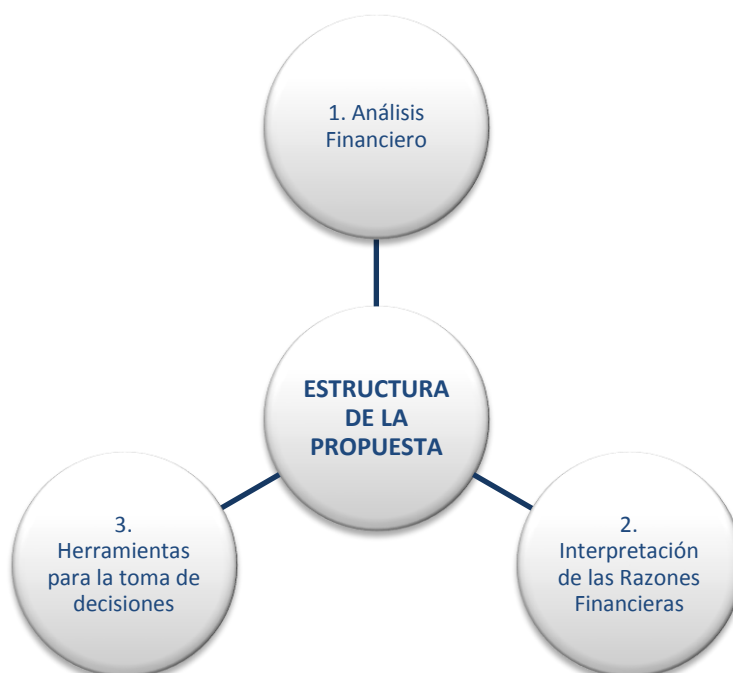 1. Análisis
Financiero
ESTRUCTURA
DE LA
PROPUESTA
3.
Herramientas
para la toma de
decisiones
2.
Interpretación
de las Razones
Financieras